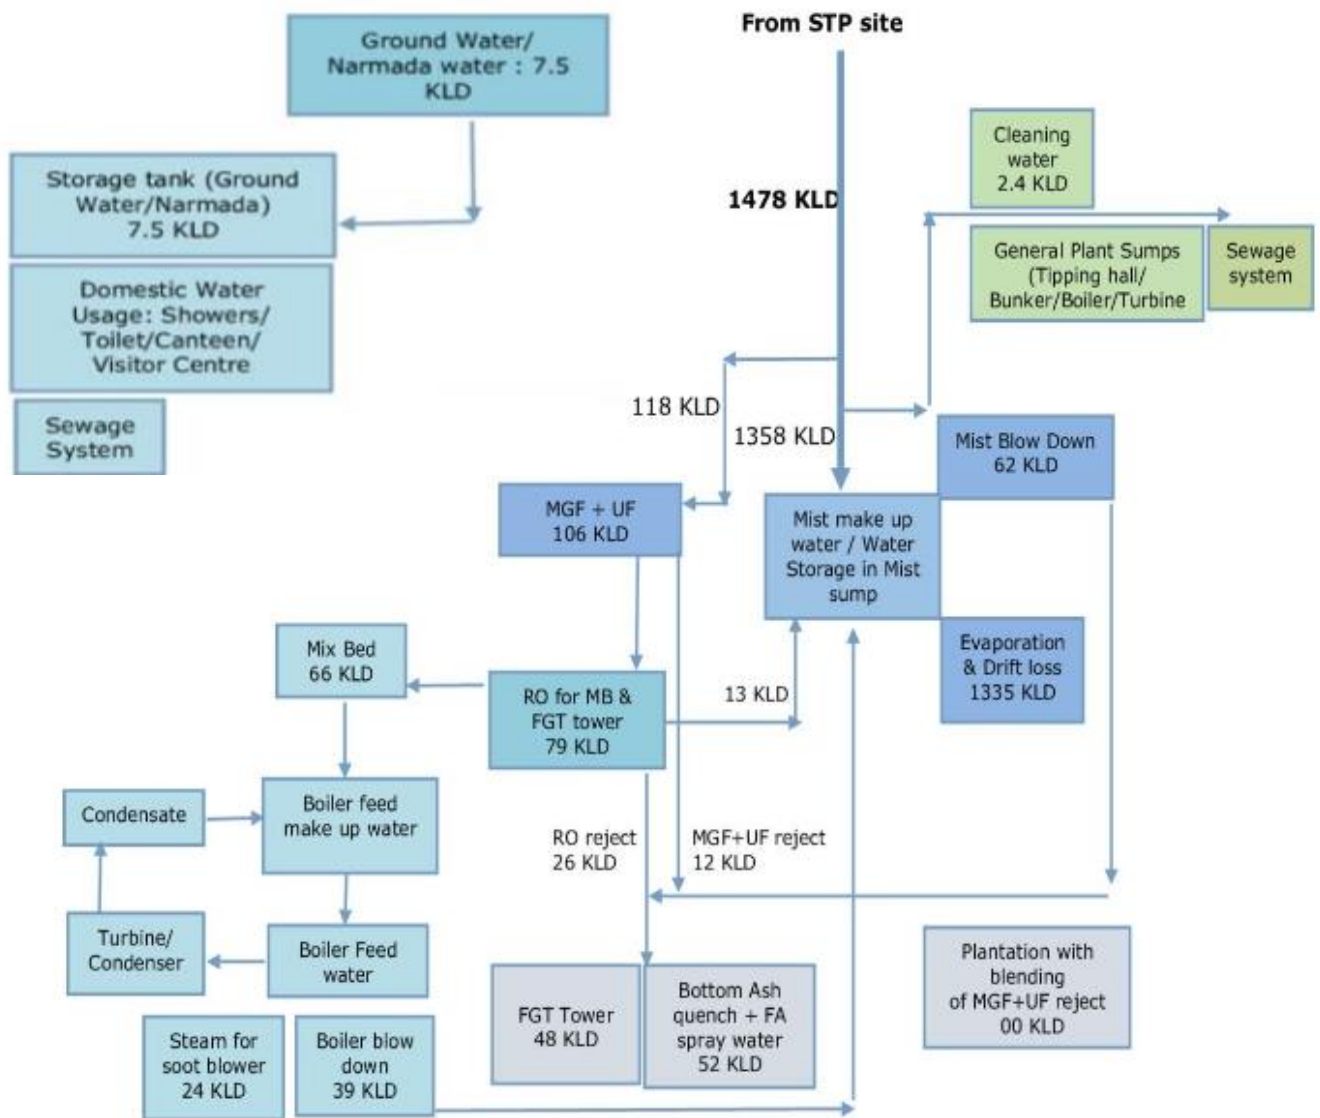 From STP site
Ground Water/
Narmada water : 7.5
KLD
Storage tank (Ground
Water/Narmada)
7.5 KLD
Domestic Water
Usage: Showers/
Toilet/Canteen/
Visitor Centre
Sewage
System
1478 KLD
Cleaning
water
2.4 KLD
General Plant Sumps
(Tipping hall/
Bunker/Boiler/Turbine
Sewage
system
118 KLD
1358 KLD
Mist Blow Down
62 KLD
MGF + UF
106 KLD
Mist make up
water / Water
Storage in Mist
sump
Evaporation
& Drift loss
1335 KLD
Mix Bed
66 KLD
RO for MB &
FGT tower
79 KLD
13 KLD
Condensate
Boiler feed
make up water
RO reject
26 KLD
MGF+UF reject
12 KLD
Turbine/
Condenser
Boiler Feed
water
FGT Tower
48 KLD
Bottom Ash
quench + FA
spray water
52 KLD
Plantation with
blending
of MGF+UF reject
00 KLD
Steam for
soot blower
24 KLD
Boiler blow
down
39 KLD